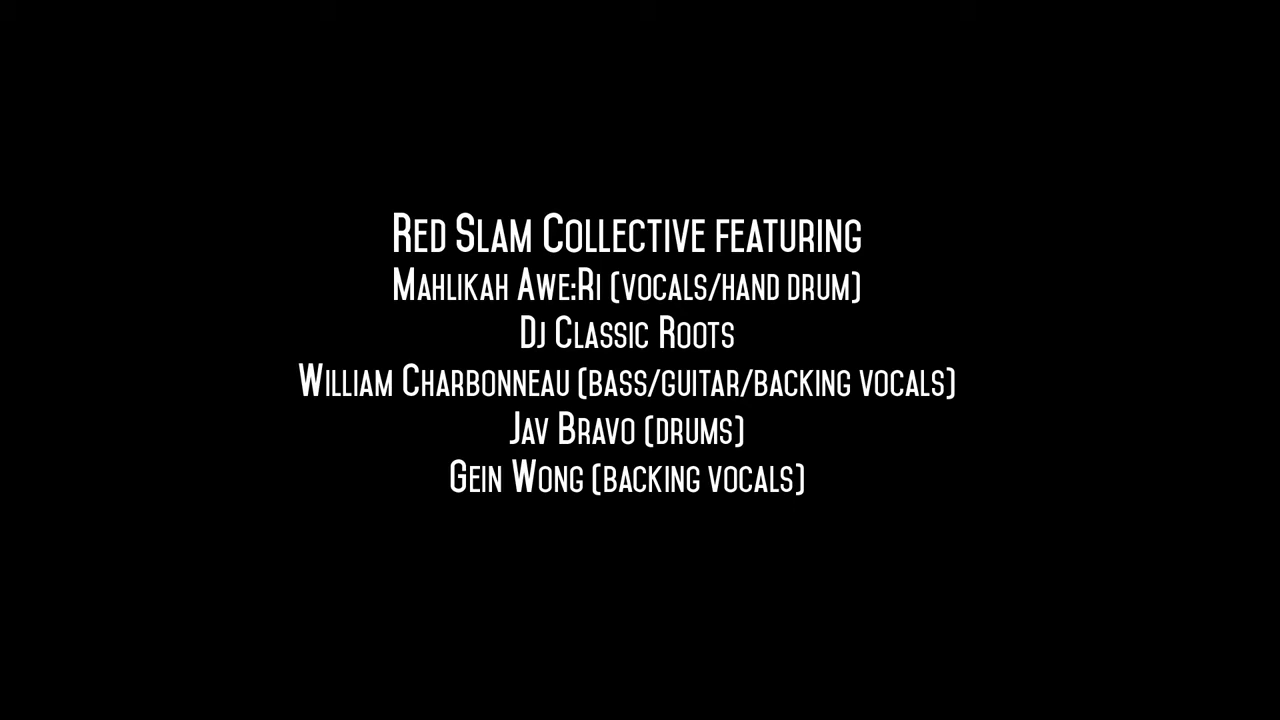 Red Slam Collective featuring
Mahlikah Awe:Ri (vocals/hand drum)
Dj Classic Roots
William Charbonneau (bass/guitar/backing vocals)
Jav Bravo (drums)
Gein Wong (backing vocals)